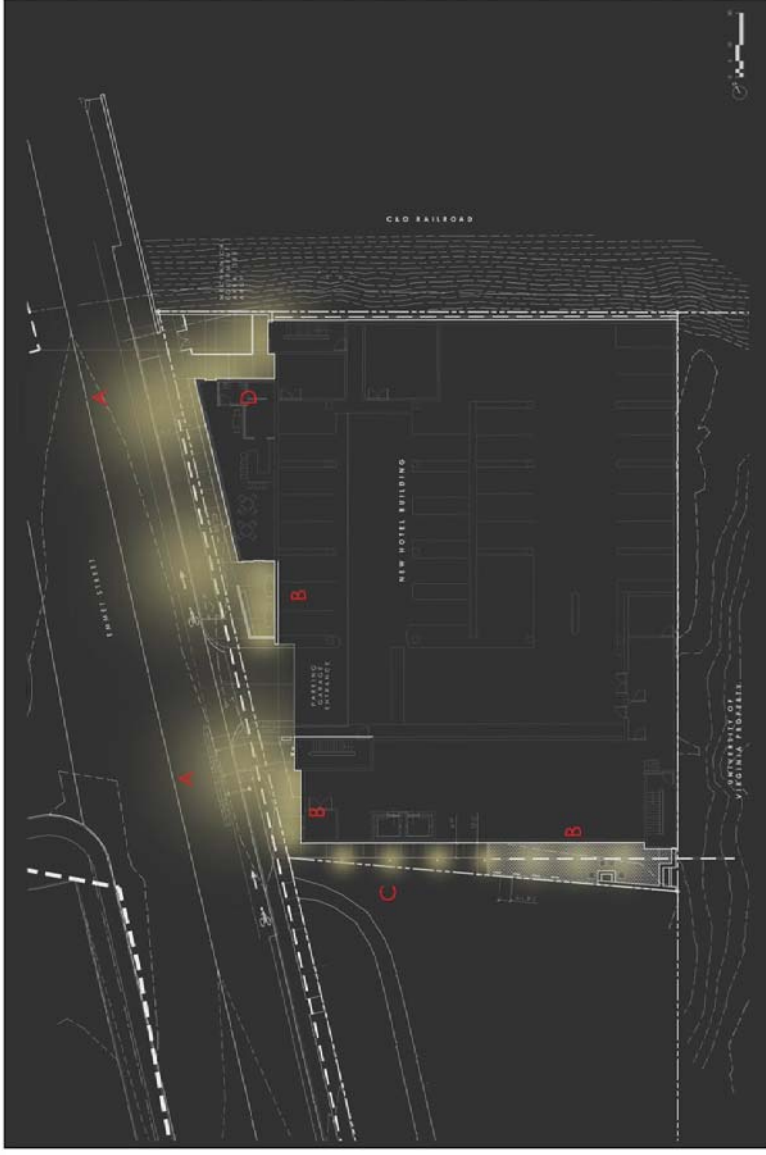 EMMET STREET
A
A
C&O RAILROAD
D
B
NEW HOTEL BUILDING
PARKING
GARAGE
ENTRANCE
B
B
C
UNIVERSITY OF
VIRGINIA PROPERTY